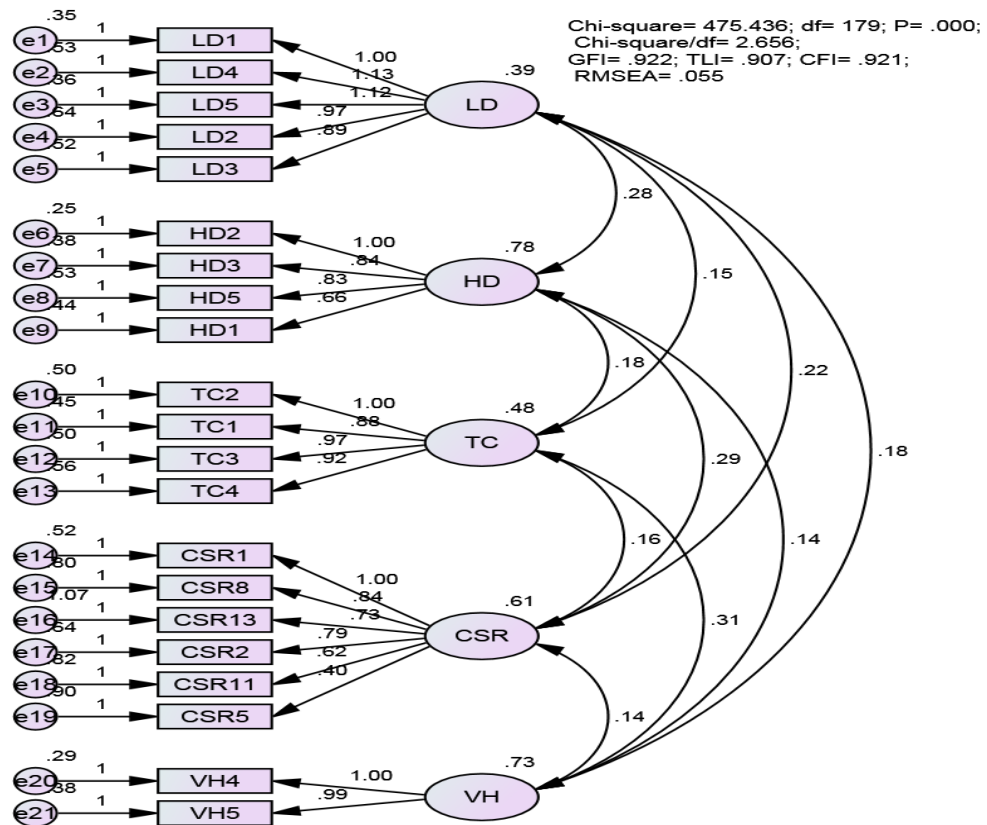 Chi-square= 475.436; df= 179; P= .000;
Chi-square/df= 2.656;
GFI= .922; TLI= .907; CFI= .921;
RMSEA= .055
.35
e1 1 LD1
.53
e2 1 LD4
.36
e3 1 LD5
.64
e4 1 LD2
.52
e5 1 LD3
1.00
1.13
1.12
.97
.89
.39
LD
.28
.25
e6 1 HD2
.38
e7 1 HD3
.53
e8 1 HD5
.44
e9 1 HD1
1.00
.84
.83
.66
.78
HD
.15
.18
.22
.50
e10 1 TC2
.45
e11 1 TC1
.50
e12 1 TC3
.56
e13 1 TC4
1.00
.88
.97
.92
.48
TC
.29
.18
.16
.14
.52
e14 1 CSR1
.80
e15 1 CSR8
1.07
e16 1 CSR13
.64
e17 1 CSR2
.82
e18 1 CSR11
.90
e19 1 CSR5
1.00
.84
.73
.79
.62
.40
.61
CSR
.31
.14
.29
e20 1 VH4
.38
e21 1 VH5
1.00
.99
.73
VH